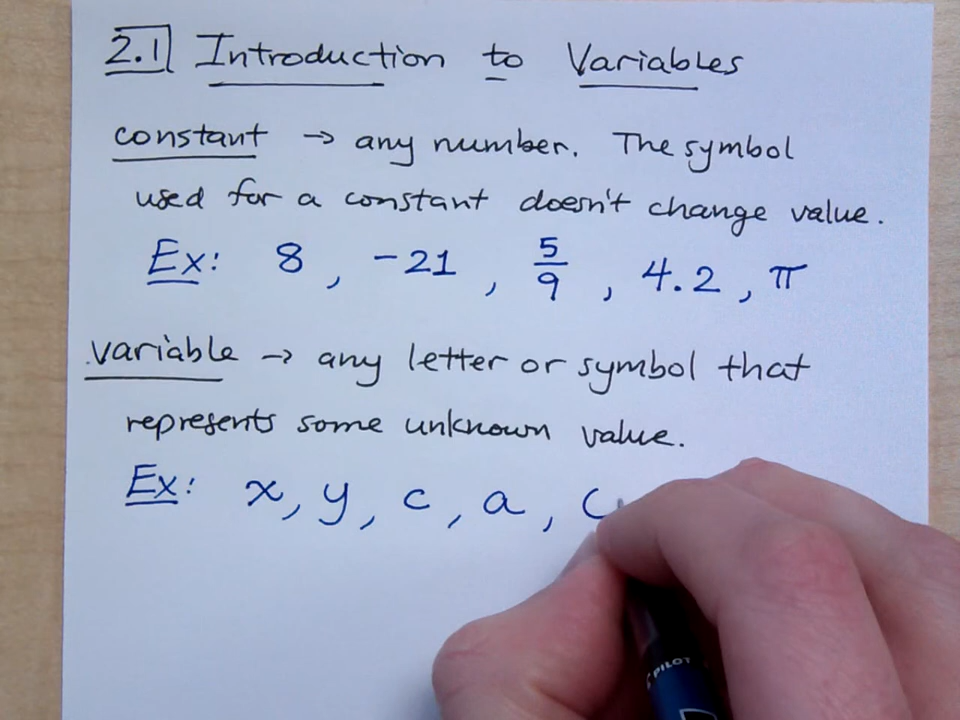 2.1 Introduction to Variables
constant → any number. The symbol
used for a constant doesn't change value.
Ex: 8, -21, 5/9, 4.2, π
variable → any letter or symbol that
represents some unknown value.
Ex: x, y, c, a,
PILOT